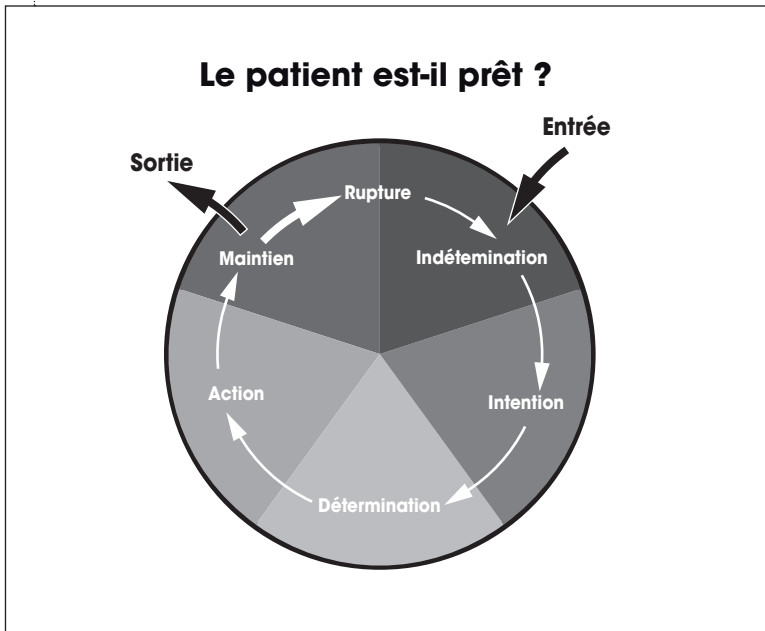 Le patient est-il prêt ?
Entrée
Sortie
Rupture
Maintien
Indétemination
Action
Intention
Détermination